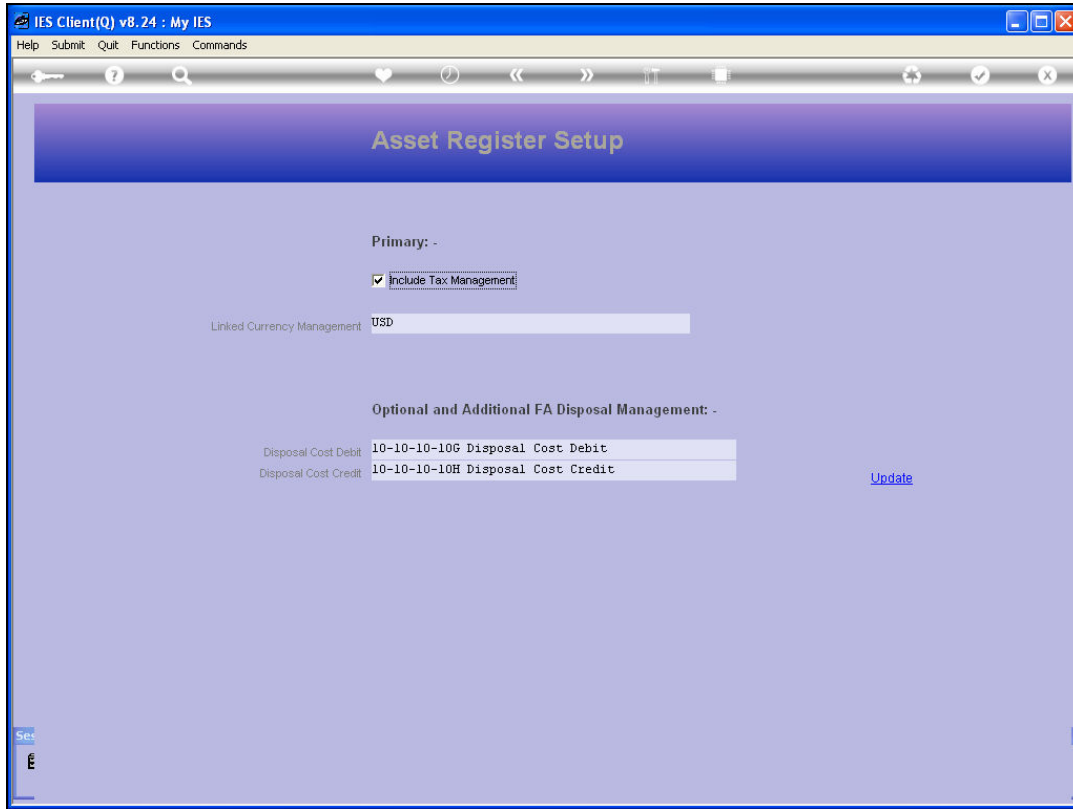 IES Client(Q) v8.24 : My IES
Help Submit Quit Functions Commands
Asset Register Setup
Primary: -
Include Tax Management
Linked Currency Management USD
Optional and Additional FA Disposal Management: -
Disposal Cost Debit 10-10-10-10G Disposal Cost Debit
Disposal Cost Credit 10-10-10-10H Disposal Cost Credit
Update
Ses